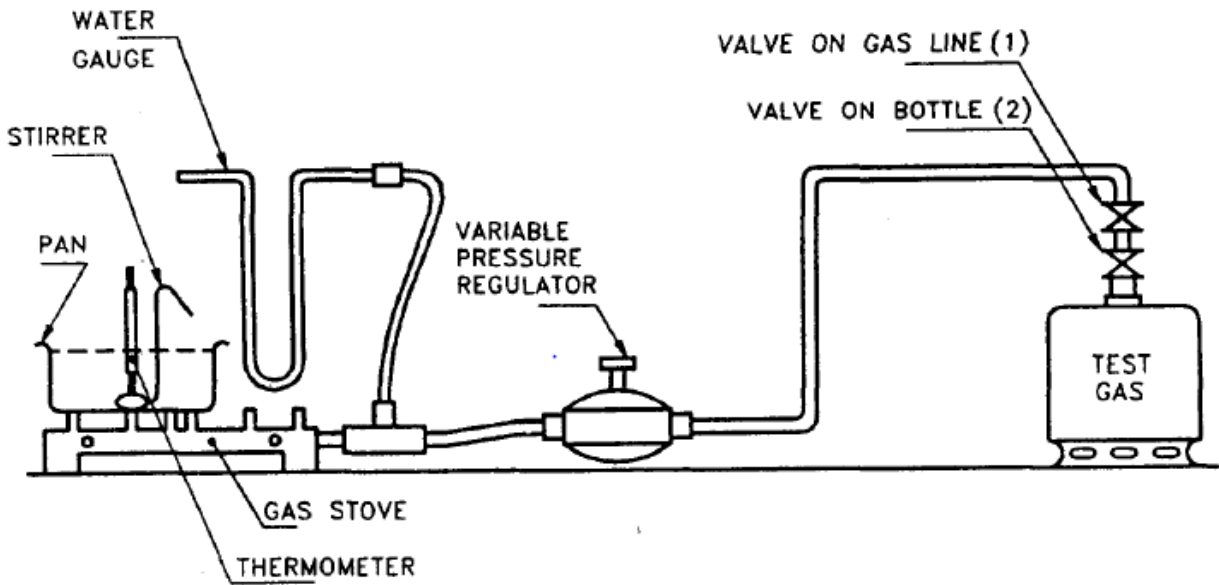 WATER
GAUGE
VALVE ON GAS LINE (1)
VALVE ON BOTTLE (2)
STIRRER
PAN
VARIABLE
PRESSURE
REGULATOR
TEST
GAS
GAS STOVE
THERMOMETER